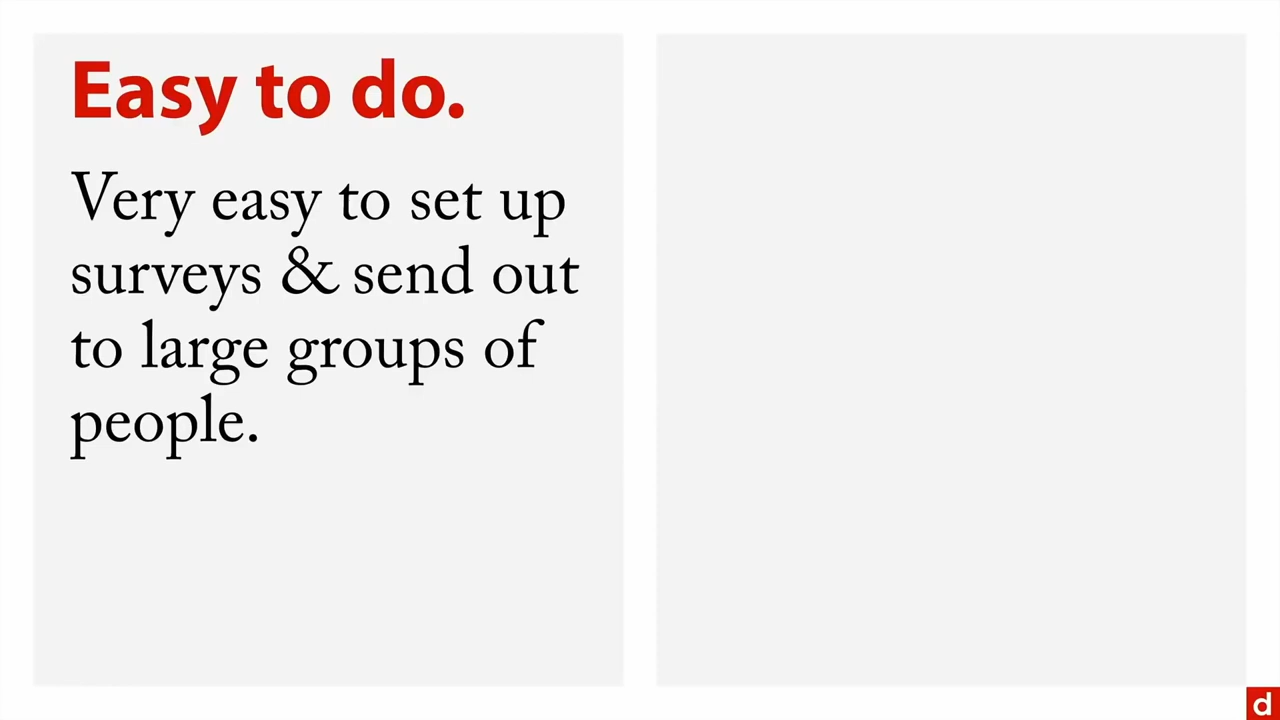 Easy to do.
Very easy to set up
surveys & send out
to large groups of
people.
d